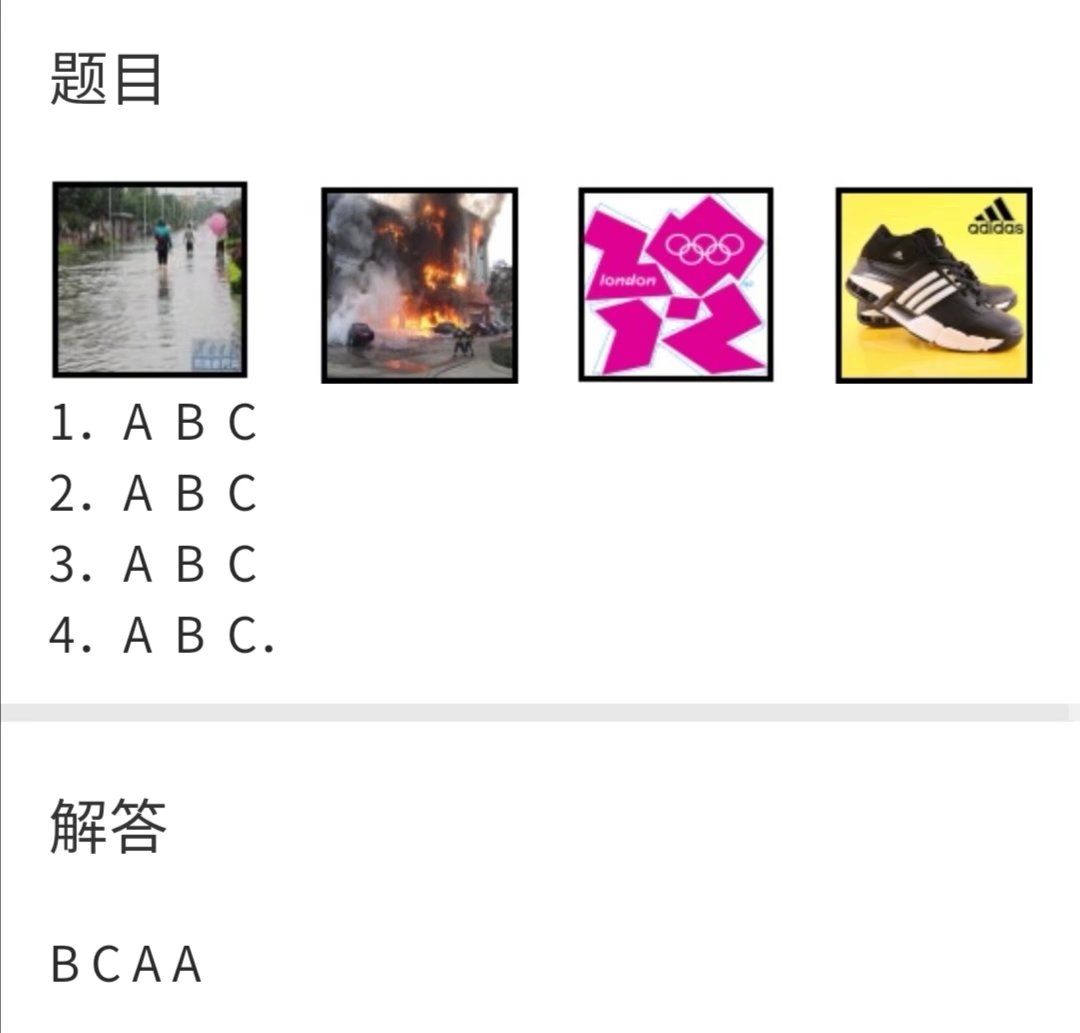 题目
london
adidas
1. A B C
2. A B C
3. A B C
4. A B C.
解答
B C A A